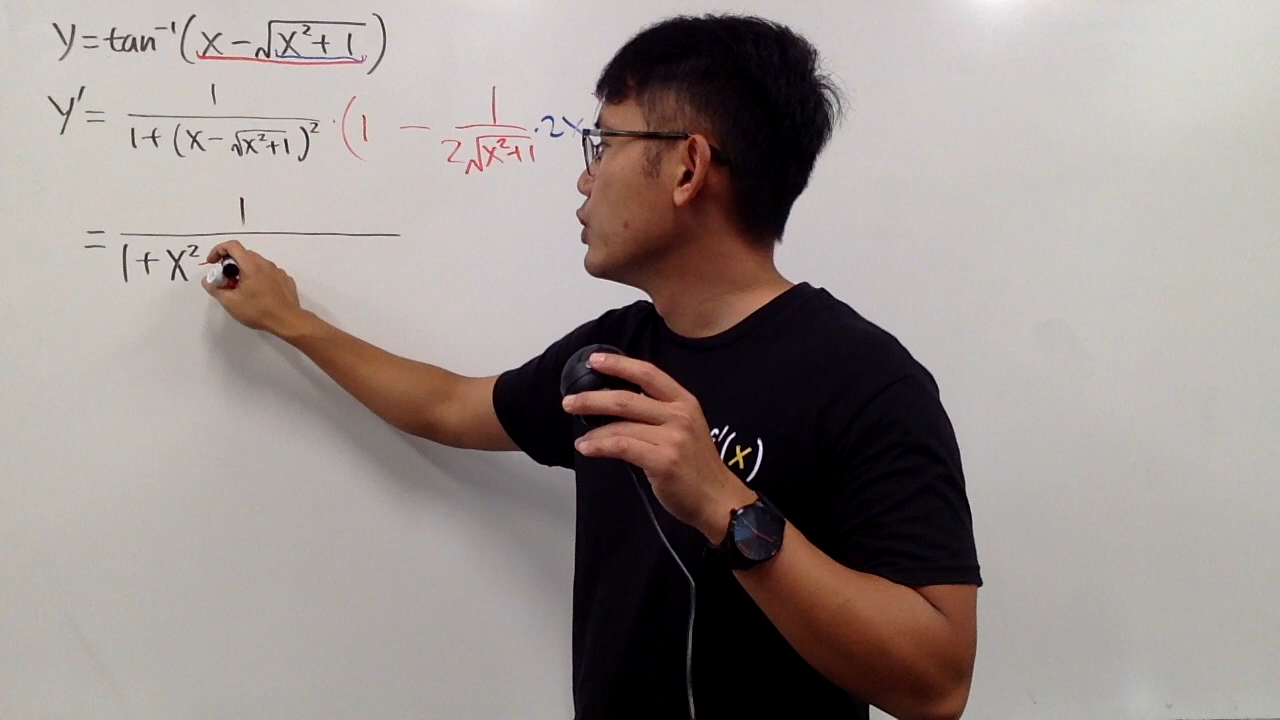 y = tan⁻¹(x - √(x²+1))
y' = 1/(1+(x-√(x²+1))²) · (1 - 1/(2√(x²+1)) · 2x
= 1/(1+x²
'(x)